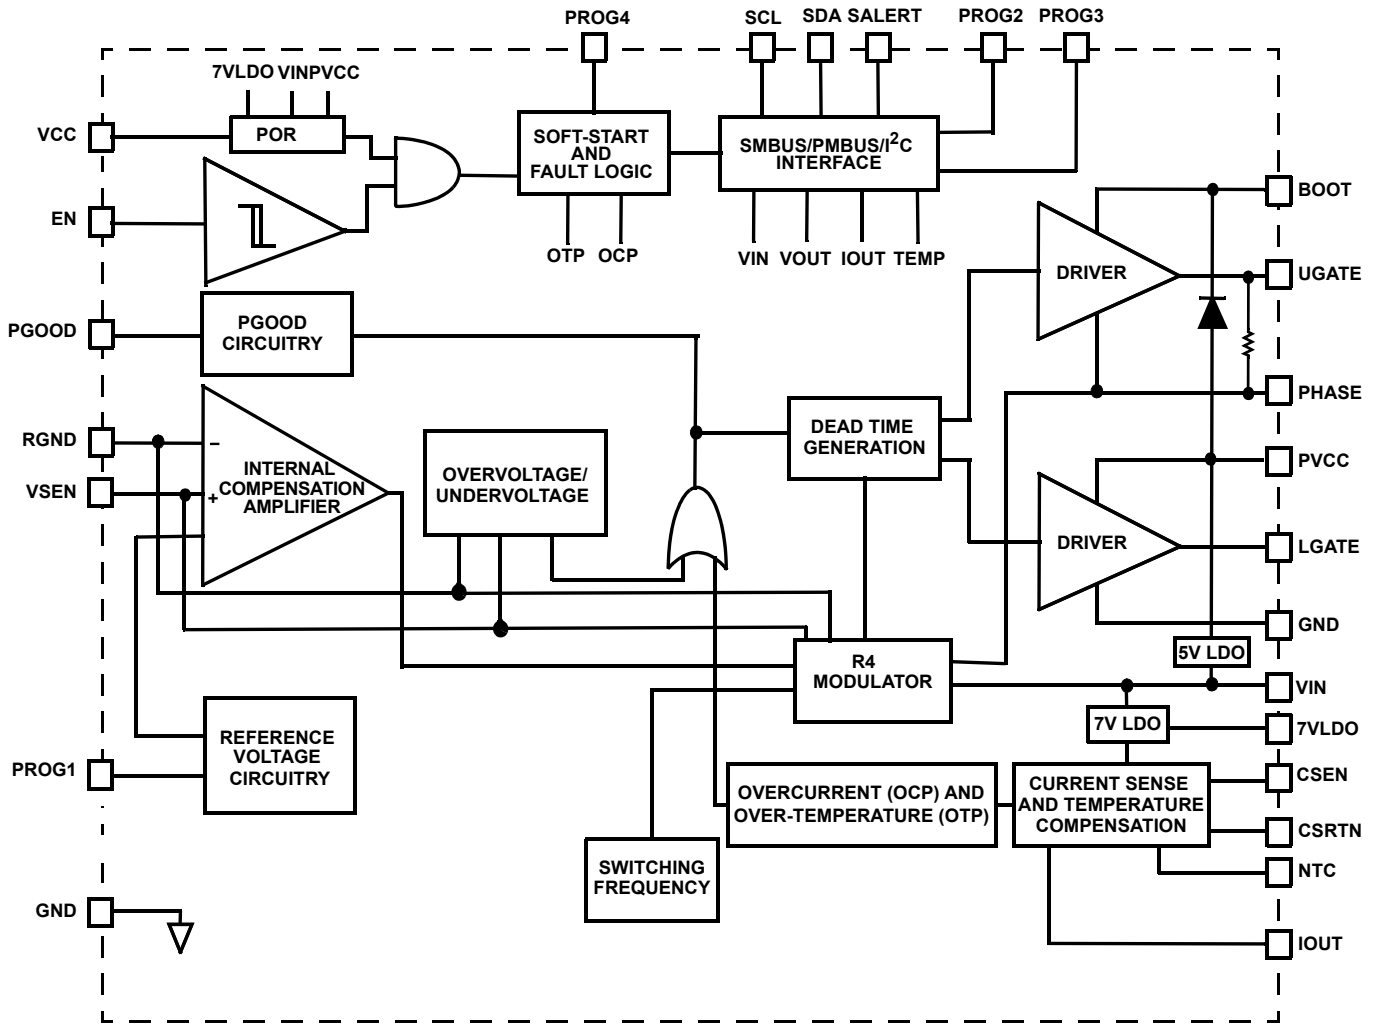 PROG4
SCL
SDA SALERT
PROG2
PROG3
7VLDO VINPVCC
VCC
POR
SOFT-START
AND
FAULT LOGIC
SMBUS/PMBUS/I2C
INTERFACE
BOOT
EN
OTP OCP
VIN VOUT IOUT TEMP
DRIVER
UGATE
PGOOD
PGOOD
CIRCUITRY
PHASE
RGND
−
INTERNAL
COMPENSATION
AMPLIFIER
+
VSEN
OVERVOLTAGE/
UNDERVOLTAGE
DEAD TIME
GENERATION
PVCC
DRIVER
LGATE
GND
5V LDO
R4
MODULATOR
VIN
7V LDO
7VLDO
REFERENCE
VOLTAGE
CIRCUITRY
PROG1
OVERCURRENT (OCP) AND
OVER-TEMPERATURE (OTP)
CURRENT SENSE
AND TEMPERATURE
COMPENSATION
CSEN
CSRTN
SWITCHING
FREQUENCY
NTC
GND
IOUT